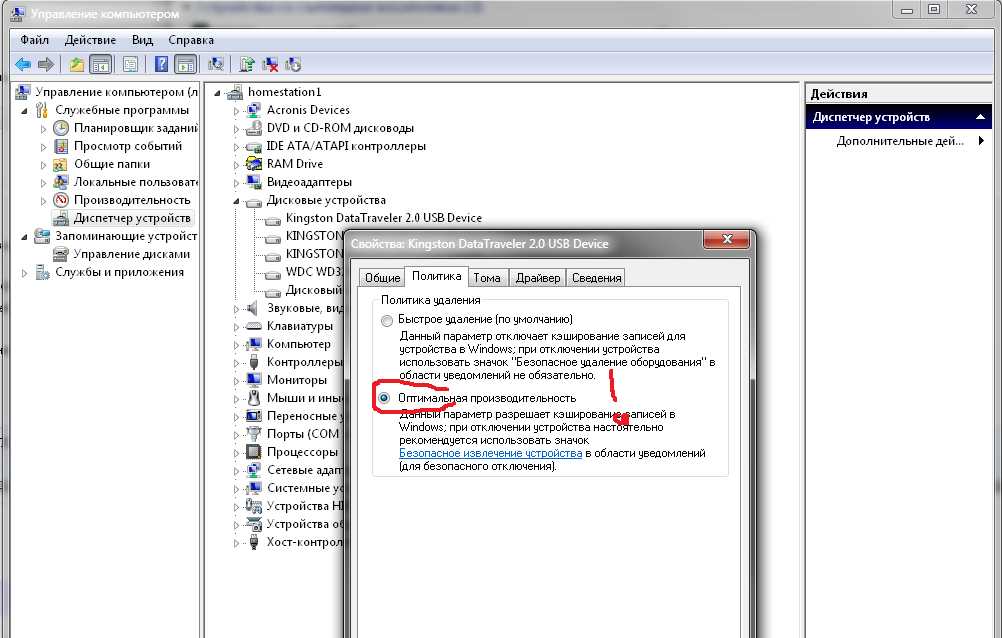 Управление компьютером
Файл Действие Вид Справка
Управление компьютером (л
Служебные программы
Планировщик заданий
Просмотр событий
Общие папки
Локальные пользовате
Производительность
Диспетчер устройств
Запоминающие устройст
Управление дисками
Службы и приложения
homestation1
Acronis Devices
DVD и CD-ROM дисководы
IDE ATA/ATAPI контроллеры
RAM Drive
Видеоадаптеры
Дисковые устройства
Kingston DataTraveler 2.0 USB Device
KINGSTON
KINGSTON
WDC WD3
Дисковый
Звуковые, вид
Клавиатуры
Компьютер
Контроллеры
Мониторы
Мыши и ины
Переносные у
Порты (COM
Процессоры
Сетевые адапт
Системные ус
Устройства HI
Устройства об
Хост-контрол
Свойства: Kingston DataTraveler 2.0 USB Device
Общие Политика Тома Драйвер Сведения
Политика удаления
Быстрое удаление (по умолчанию)
Данный параметр отключает кэширование записей для
устройства в Windows; при отключении устройства
использовать значок "Безопасное удаление оборудования" в
области уведомлений не обязательно.
Оптимальная производительность
Данный параметр разрешает кэширование записей в
Windows; при отключении устройства настоятельно
рекомендуется использовать значок
Безопасное извлечение устройства в области уведомлений
(для безопасного отключения).
Действия
Диспетчер устройств
Дополнительные дей...